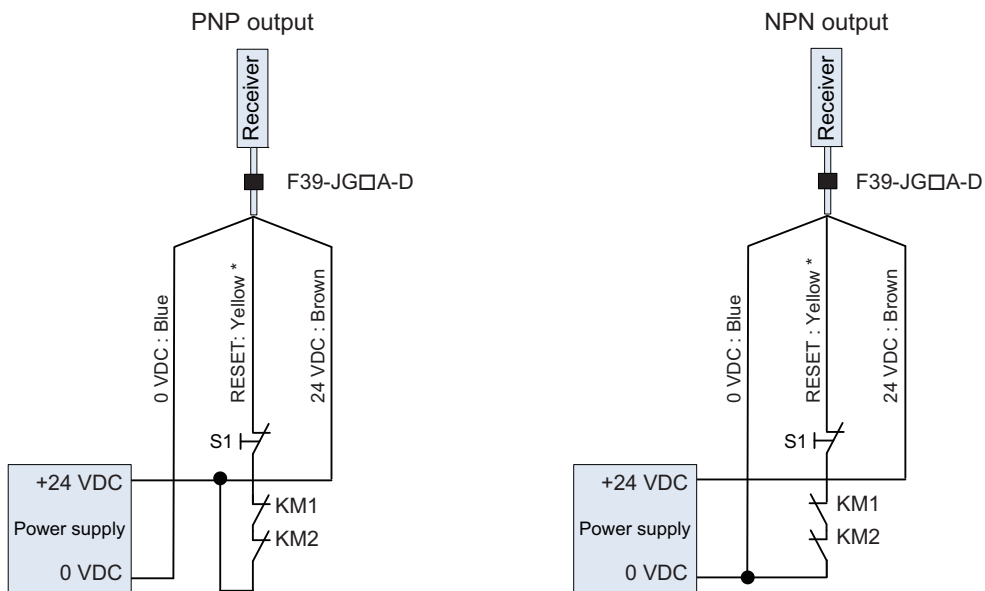 PNP output
Receiver
F39-JG□A-D
0 VDC : Blue
RESET: Yellow *
24 VDC : Brown
S1
+24 VDC
Power supply
0 VDC
KM1
KM2
NPN output
Receiver
F39-JG□A-D
0 VDC : Blue
RESET : Yellow *
24 VDC : Brown
S1
+24 VDC
Power supply
0 VDC
KM1
KM2